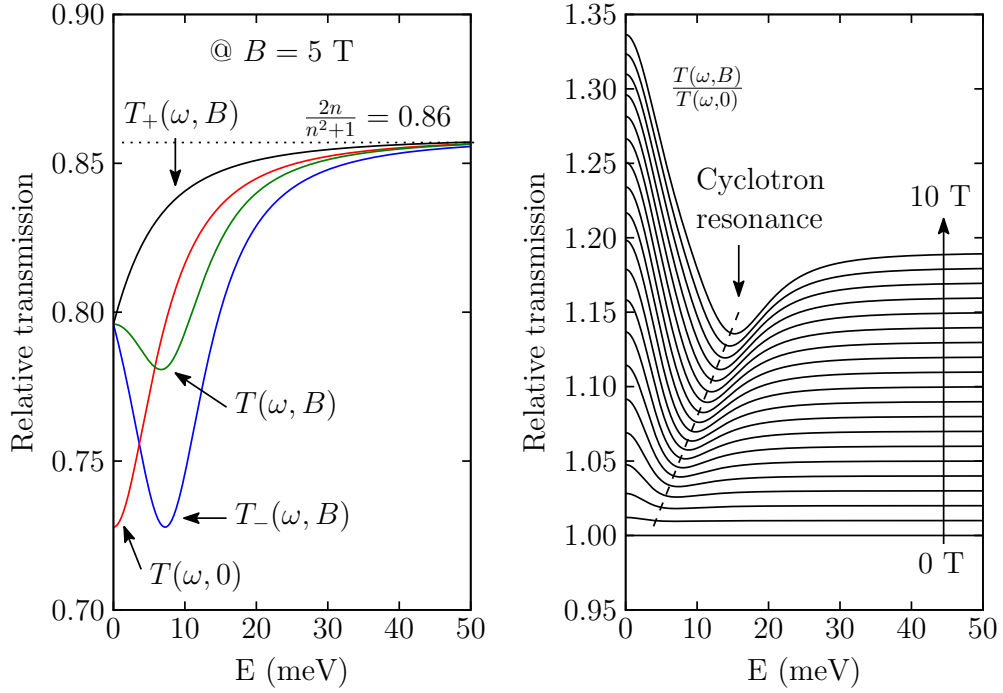 0.90
0.85
0.80
0.75
0.70
Relative transmission
@ B = 5 T
T₊(ω, B)
2n/(n²+1) = 0.86
T(ω, B)
T₋(ω, B)
T(ω, 0)
0 10 20 30 40 50
E (meV)
1.35
1.30
1.25
1.20
1.15
1.10
1.05
1.00
0.95
Relative transmission
T(ω,B)/T(ω,0)
Cyclotron
resonance
10 T
0 T
0 10 20 30 40 50
E (meV)